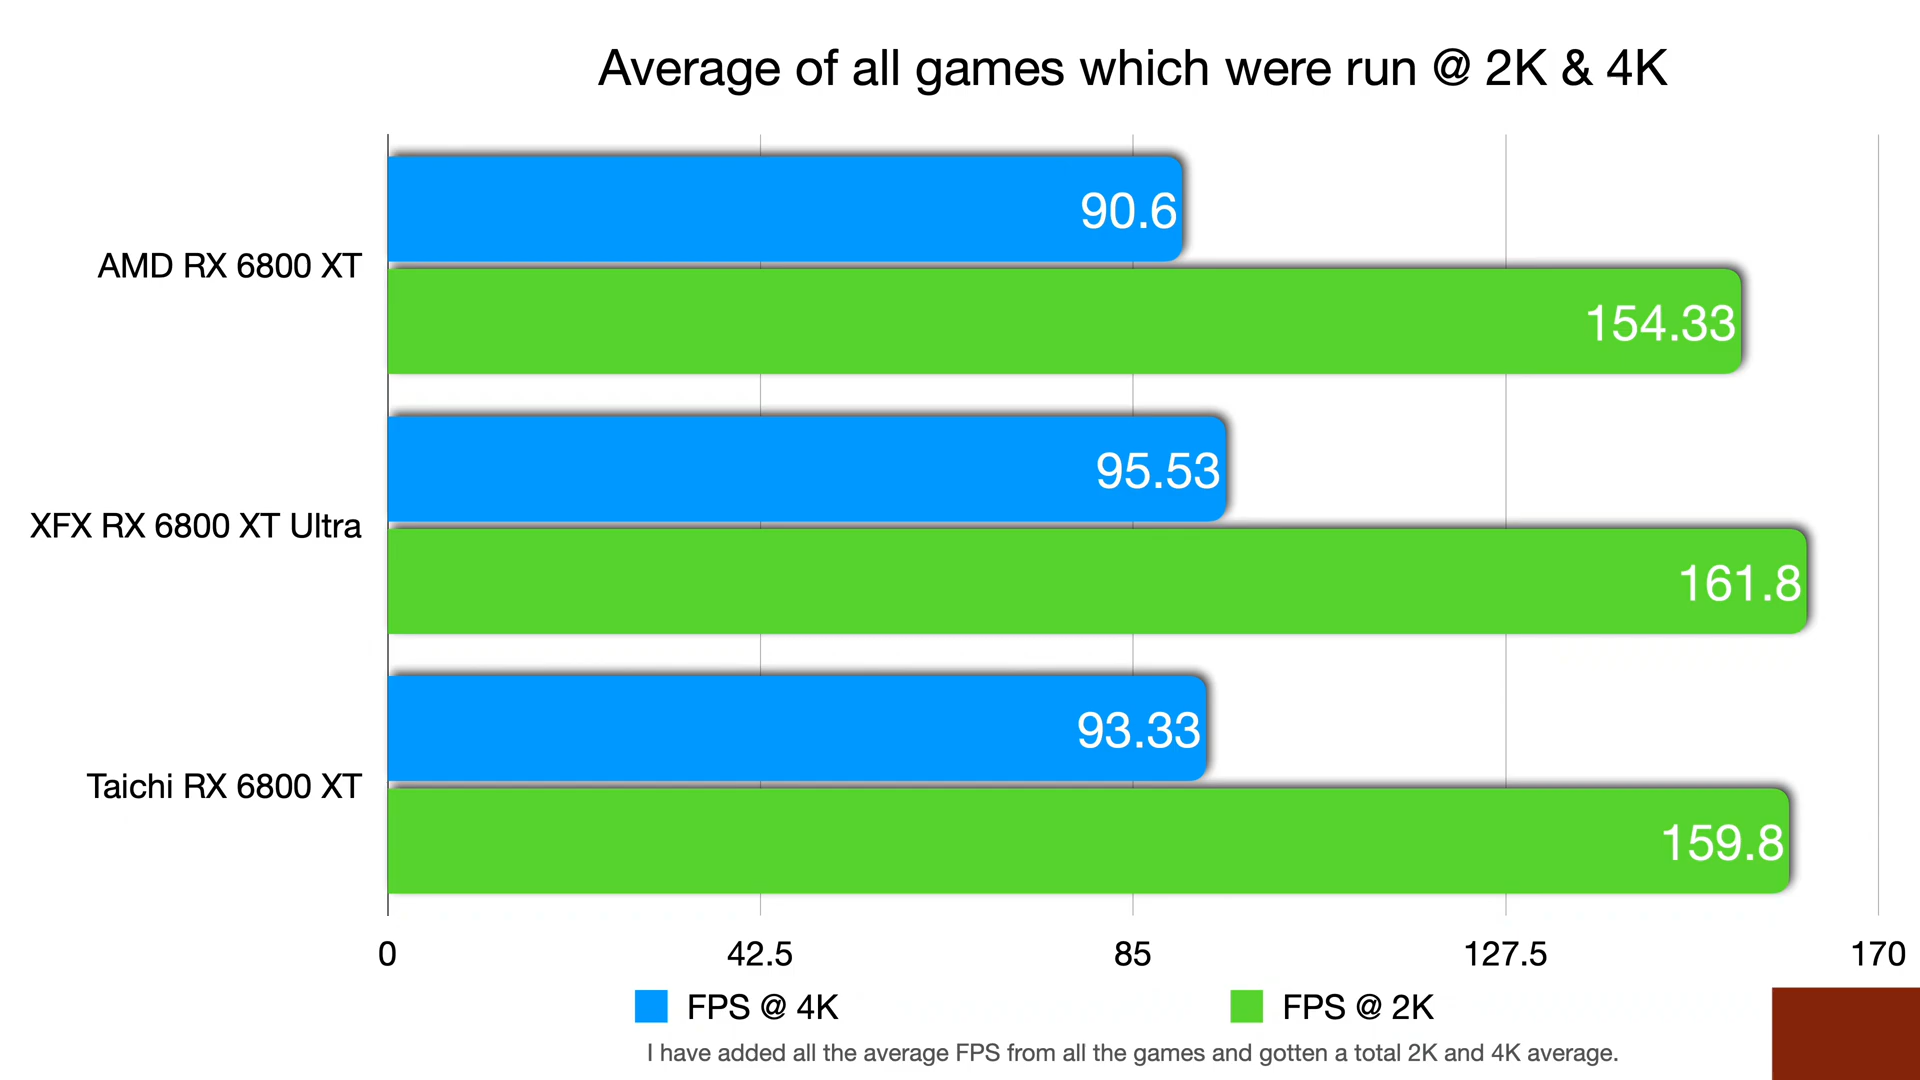 Average of all games which were run @ 2K & 4K
90.6
AMD RX 6800 XT
154.33
95.53
XFX RX 6800 XT Ultra
161.8
93.33
Taichi RX 6800 XT
159.8
0 42.5 85 127.5 170
FPS @ 4K FPS @ 2K
I have added all the average FPS from all the games and gotten a total 2K and 4K average.